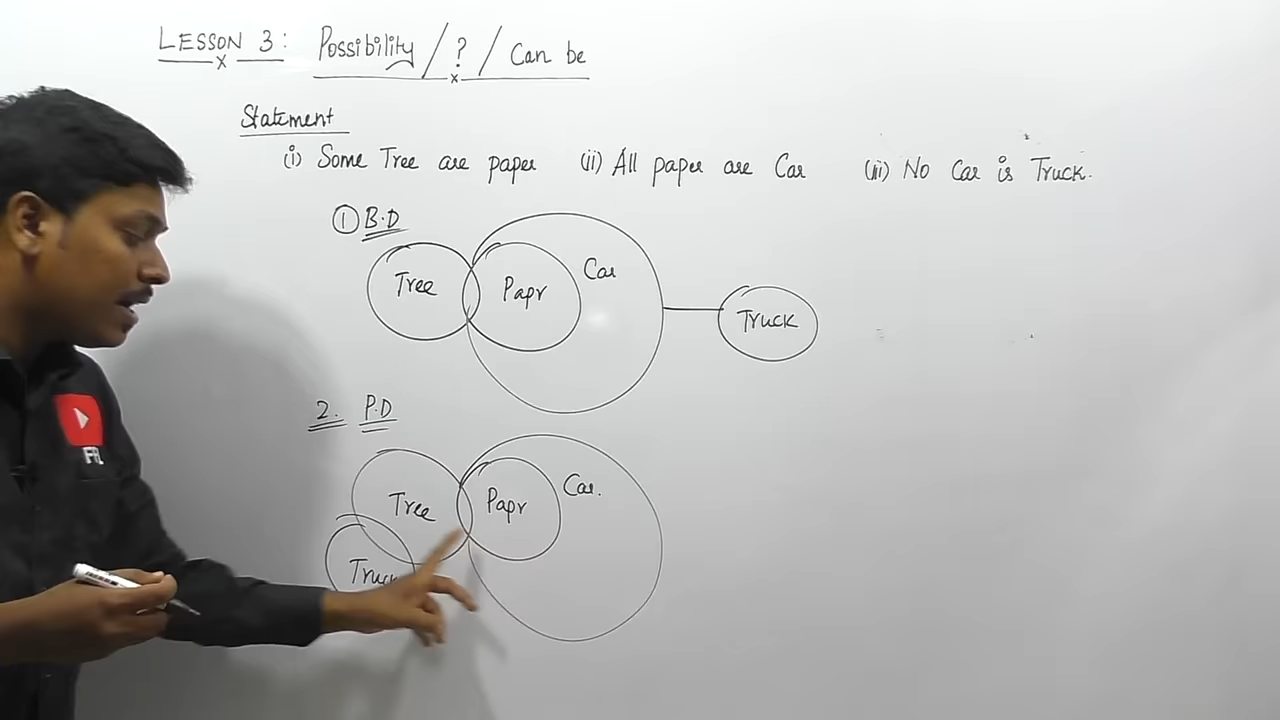 LESSON 3: Possibility / ? / Can be
Statement
(i) Some Tree are paper (ii) All paper are Car (iii) No Car is Truck.
① B.D
Tree Papr Car Truck
2. P.D
Tree Papr Car.
Truck